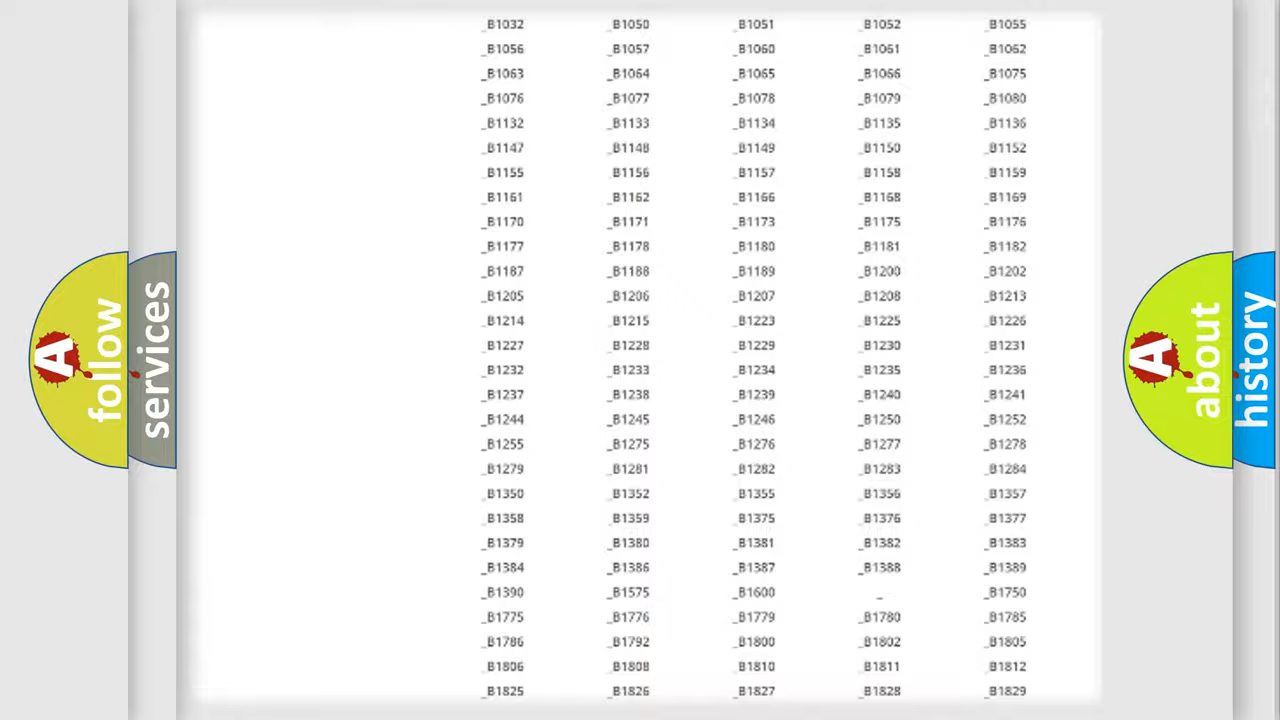 _B1032 _B1050 _B1051 _B1052 _B1055
_B1056 _B1057 _B1060 _B1061 _B1062
_B1063 _B1064 _B1065 _B1066 _B1075
_B1076 _B1077 _B1078 _B1079 _B1080
_B1132 _B1133 _B1134 _B1135 _B1136
_B1147 _B1148 _B1149 _B1150 _B1152
_B1155 _B1156 _B1157 _B1158 _B1159
_B1161 _B1162 _B1166 _B1168 _B1169
_B1170 _B1171 _B1173 _B1175 _B1176
_B1177 _B1178 _B1180 _B1181 _B1182
_B1187 _B1188 _B1189 _B1200 _B1202
_B1205 _B1206 _B1207 _B1208 _B1213
_B1214 _B1215 _B1223 _B1225 _B1226
_B1227 _B1228 _B1229 _B1230 _B1231
_B1232 _B1233 _B1234 _B1235 _B1236
_B1237 _B1238 _B1239 _B1240 _B1241
_B1244 _B1245 _B1246 _B1250 _B1252
_B1255 _B1275 _B1276 _B1277 _B1278
_B1279 _B1281 _B1282 _B1283 _B1284
_B1350 _B1352 _B1355 _B1356 _B1357
_B1358 _B1359 _B1375 _B1376 _B1377
_B1379 _B1380 _B1381 _B1382 _B1383
_B1384 _B1386 _B1387 _B1388 _B1389
_B1390 _B1575 _B1600 _ _B1750
_B1775 _B1776 _B1779 _B1780 _B1785
_B1786 _B1792 _B1800 _B1802 _B1805
_B1806 _B1808 _B1810 _B1811 _B1812
_B1825 _B1826 _B1827 _B1828 _B1829
A
follow
services
A
about
history